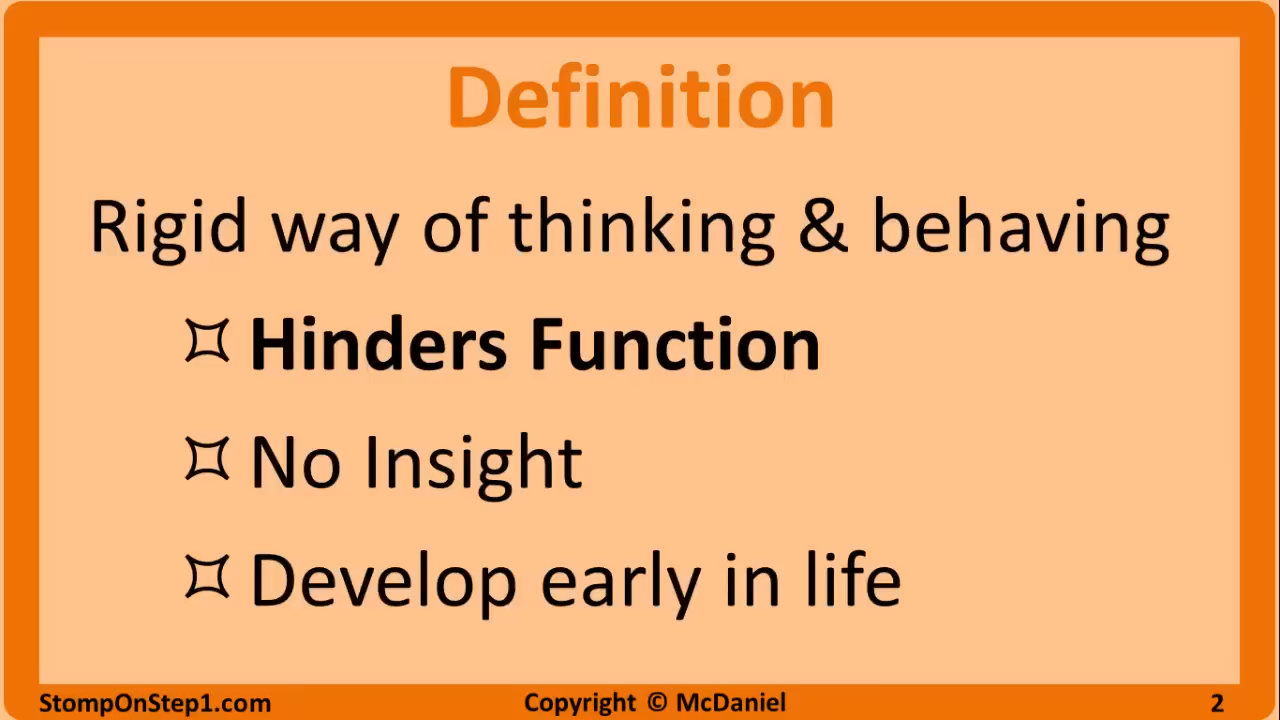 Definition
Rigid way of thinking & behaving
Hinders Function
No Insight
Develop early in life
StompOnStep1.com
Copyright © McDaniel
2